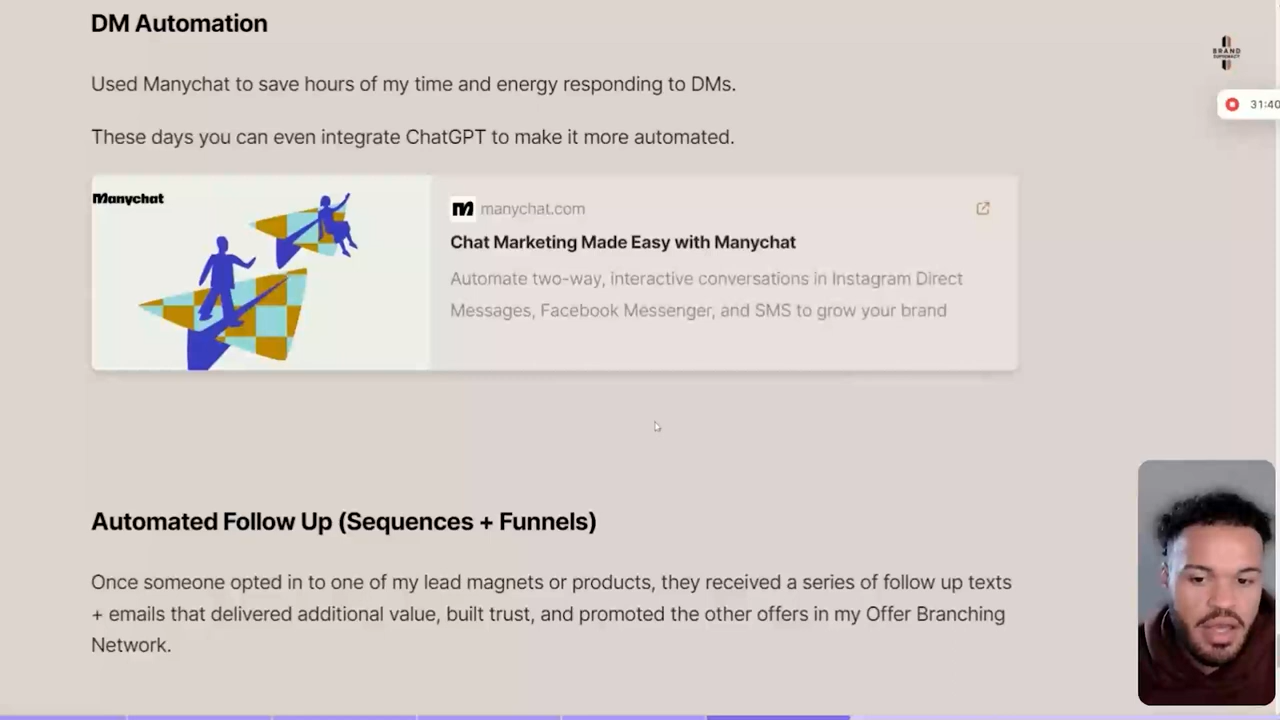 DM Automation
BRAND
SUPREMACY
Used Manychat to save hours of my time and energy responding to DMs.
31:40
These days you can even integrate ChatGPT to make it more automated.
Manychat
manychat.com
Chat Marketing Made Easy with Manychat
Automate two-way, interactive conversations in Instagram Direct
Messages, Facebook Messenger, and SMS to grow your brand
Automated Follow Up (Sequences + Funnels)
Once someone opted in to one of my lead magnets or products, they received a series of follow up texts
+ emails that delivered additional value, built trust, and promoted the other offers in my Offer Branching
Network.